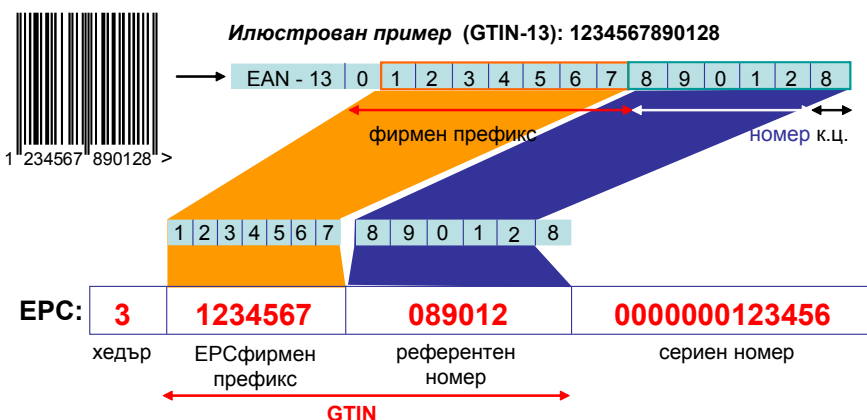 Илюстрован пример (GTIN-13): 1234567890128
EAN - 13 0 1 2 3 4 5 6 7 8 9 0 1 2 8
фирмен префикс номер к.ц.
1 234567 890128 >
1 2 3 4 5 6 7 8 9 0 1 2 8
EPC: 3 1234567 089012 0000000123456
хедър EPCфирмен префикс референтен номер сериен номер
GTIN